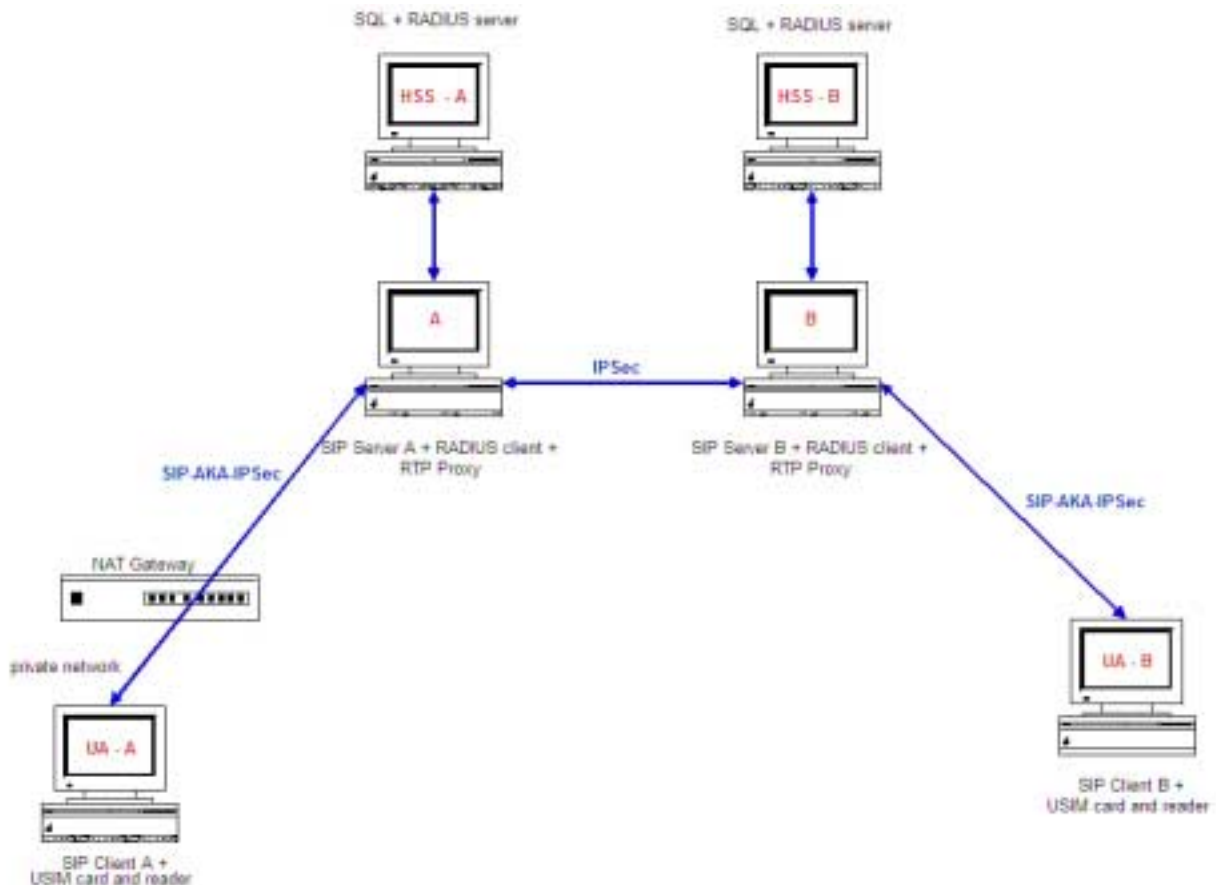 SQL + RADIUS server
SQL + RADIUS server
HSS - A
HSS - B
A
B
IPSec
SIP Server A + RADIUS client +
RTP Proxy
SIP Server B + RADIUS client +
RTP Proxy
SIP-AKA-IPSec
SIP-AKA-IPSec
NAT Gateway
private network
UA - B
UA - A
SIP Client B +
USIM card and reader
SIP Client A +
USIM card and reader